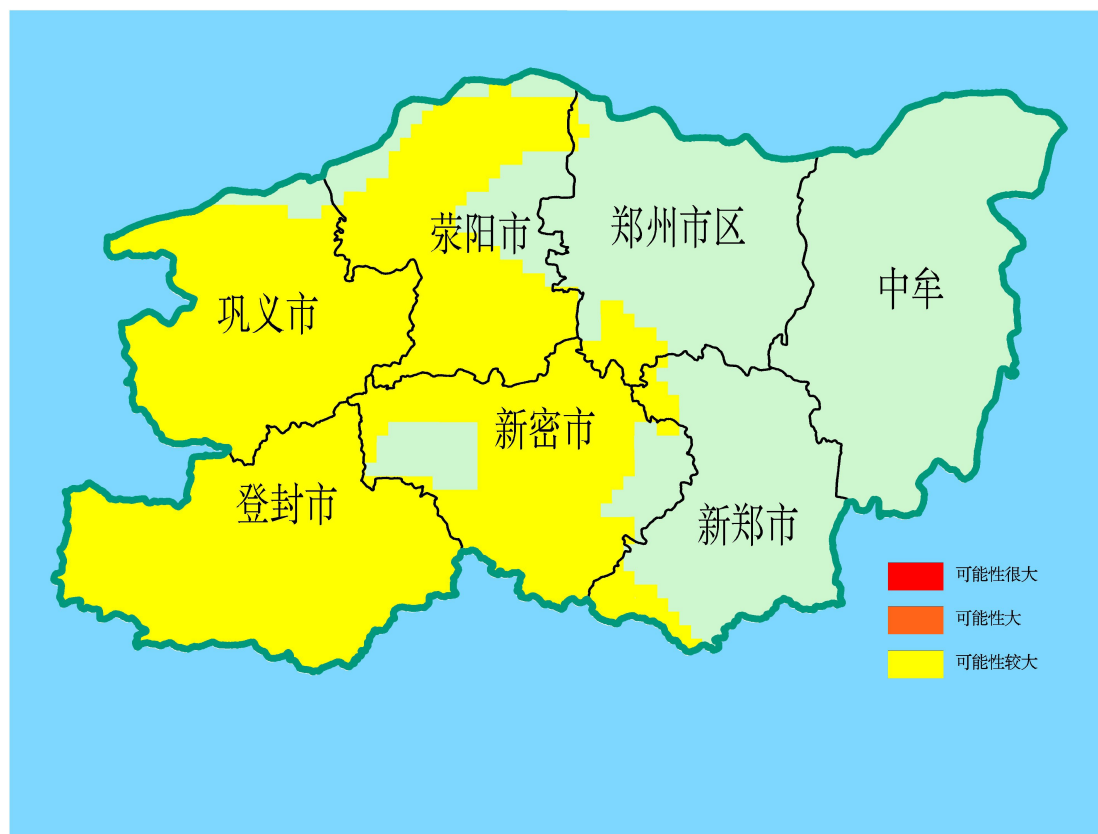 荥阳市
郑州市区
中牟
巩义市
新密市
登封市
新郑市
可能性很大
可能性大
可能性较大